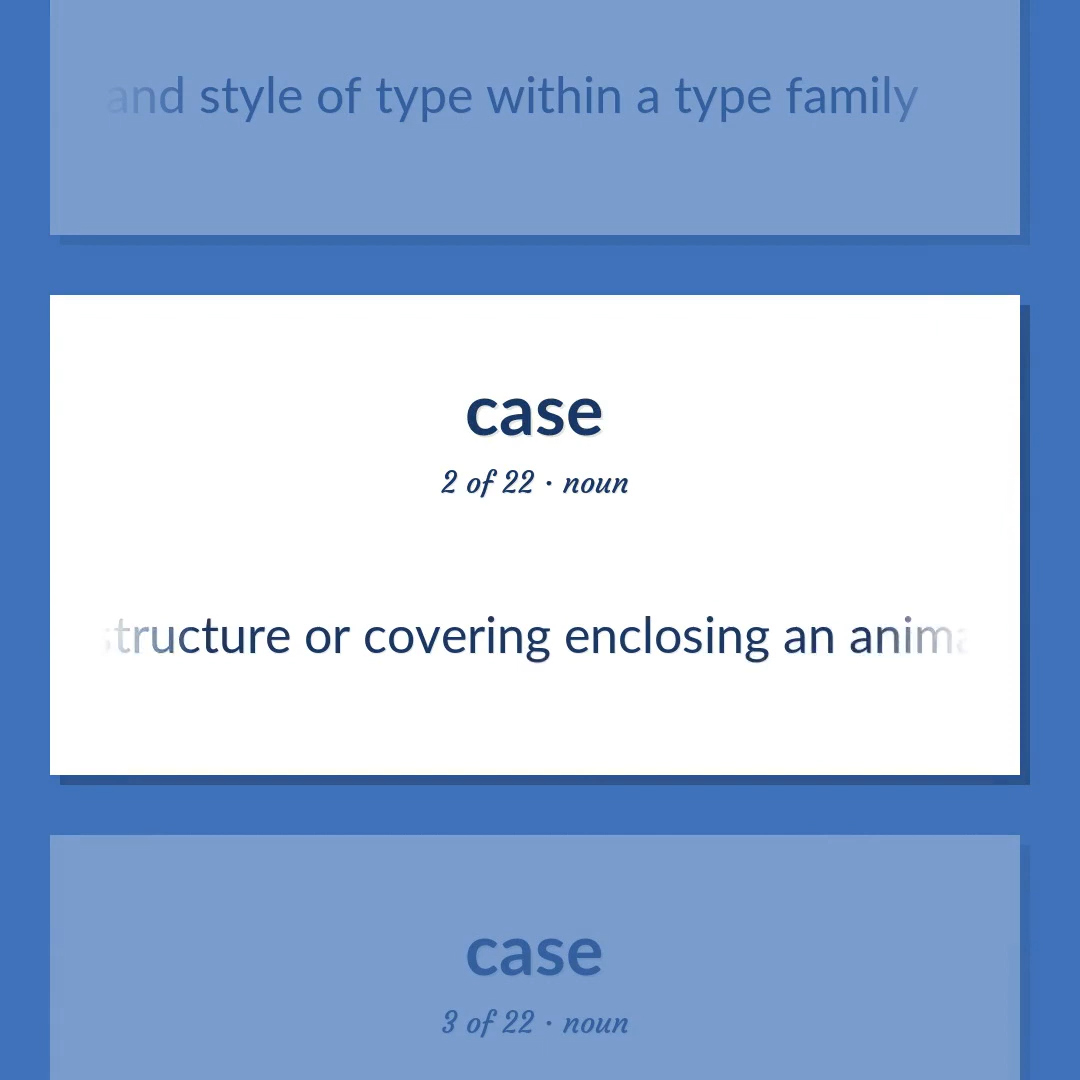 and style of type within a type family
case
2 of 22 · noun
structure or covering enclosing an anima
case
3 of 22 · noun